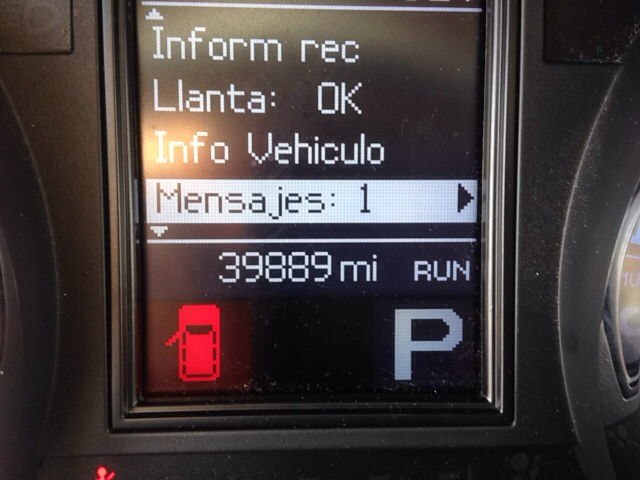 Inform rec
Llanta: OK
Info Vehiculo
Mensajes: 1
39889 mi RUN
P